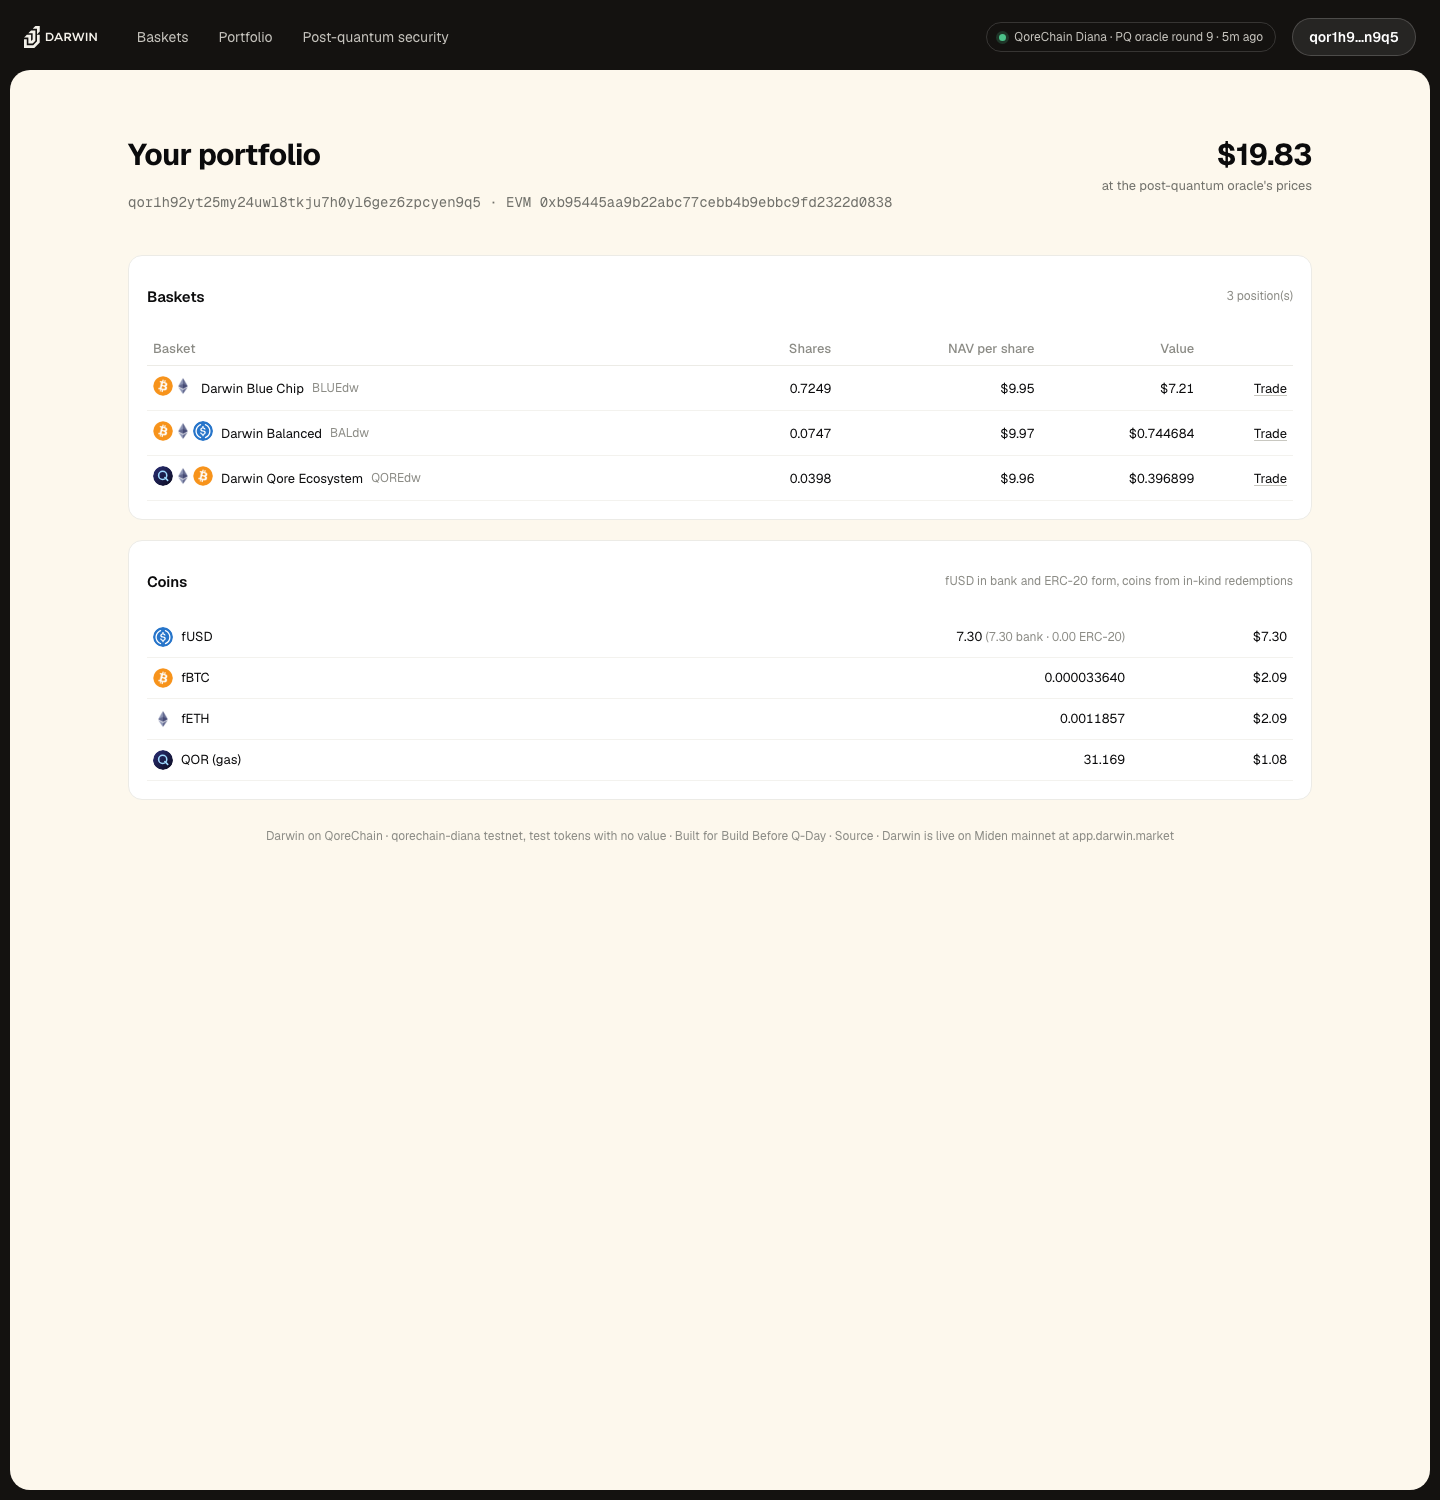 DARWIN Baskets Portfolio Post-quantum security QoreChain Diana · PQ oracle round 9 · 5m ago qor1h9...n9q5
Your portfolio $19.83
at the post-quantum oracle's prices
qor1h92yt25my24uwl8tkju7h0yl6gez6zpcyen9q5 · EVM 0xb95445aa9b22abc77cebb4b9ebbc9fd2322d0838
Baskets 3 position(s)
Basket Shares NAV per share Value
Darwin Blue Chip BLUEdw 0.7249 $9.95 $7.21 Trade
Darwin Balanced BALdw 0.0747 $9.97 $0.744684 Trade
Darwin Qore Ecosystem QOREdw 0.0398 $9.96 $0.396899 Trade
Coins fUSD in bank and ERC-20 form, coins from in-kind redemptions
fUSD 7.30 (7.30 bank · 0.00 ERC-20) $7.30
fBTC 0.000033640 $2.09
fETH 0.0011857 $2.09
QOR (gas) 31.169 $1.08
Darwin on QoreChain · qorechain-diana testnet, test tokens with no value · Built for Build Before Q-Day · Source · Darwin is live on Miden mainnet at app.darwin.market